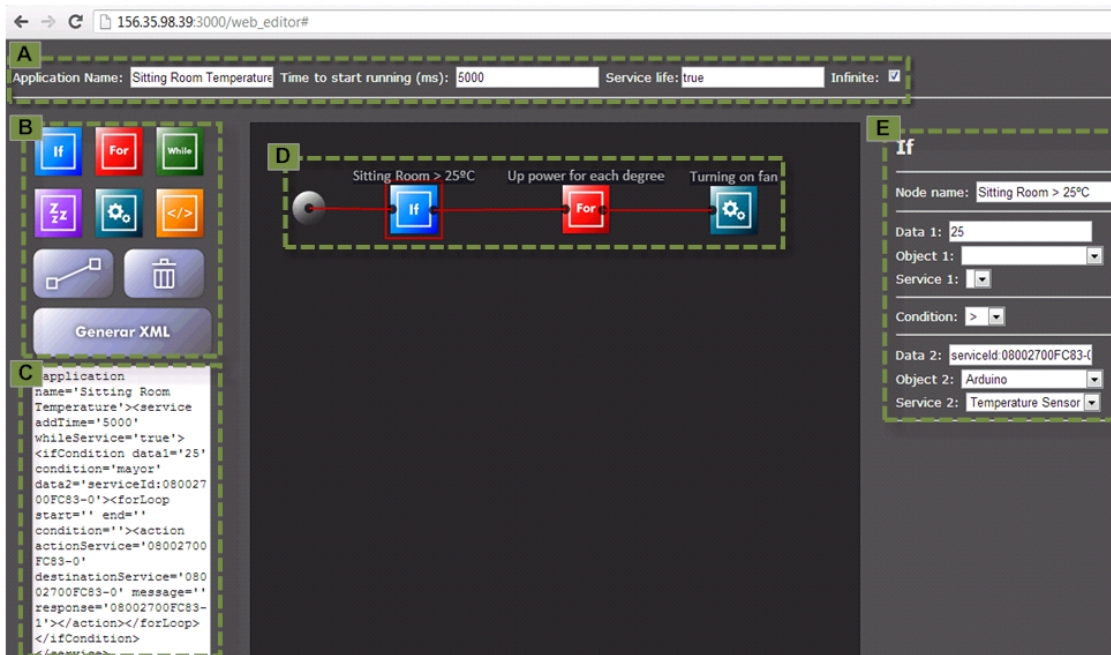 156.35.98.39:3000/web_editor#
A
Application Name: Sitting Room Temperature Time to start running (ms): 5000 Service life: true Infinite:
B
If For While
Zzz </>
Generar XML
C
application
name='Sitting Room
Temperature'><service
addTime='5000'
whileService='true'>
<ifCondition data1='25'
condition='mayor'
data2='serviceId:080027
00FC83-0'><forLoop
start='' end=''
condition=''><action
actionService='08002700
FC83-0'
destinationService='080
02700FC83-0' message=''
response='08002700FC83-
1'></action></forLoop>
</ifCondition>
</service>
D
Sitting Room > 25ºC Up power for each degree Turning on fan
If For
E
If
Node name: Sitting Room > 25ºC
Data 1: 25
Object 1:
Service 1:
Condition: >
Data 2: serviceId:08002700FC83-(
Object 2: Arduino
Service 2: Temperature Sensor